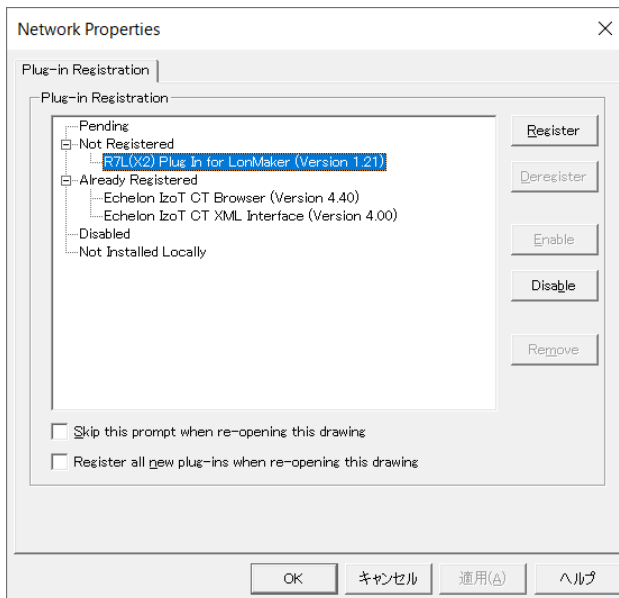 Network Properties
Plug-in Registration
Plug-in Registration
Pending
Not Registered
R7L(X2) Plug In for LonMaker (Version 1.21)
Already Registered
Echelon IzoT CT Browser (Version 4.40)
Echelon IzoT CT XML Interface (Version 4.00)
Disabled
Not Installed Locally
Register
Deregister
Enable
Disable
Remove
Skip this prompt when re-opening this drawing
Register all new plug-ins when re-opening this drawing
OK
キャンセル
適用(A)
ヘルプ